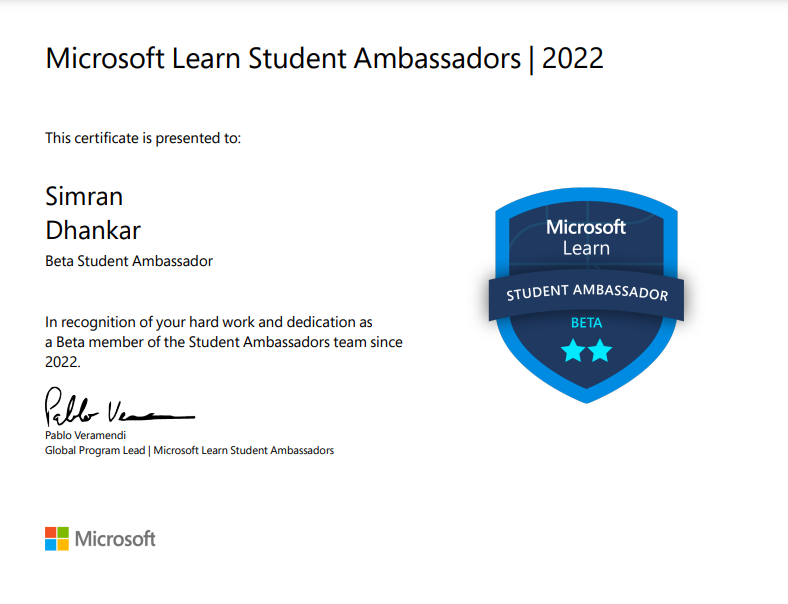 Microsoft Learn Student Ambassadors | 2022
This certificate is presented to:
Simran
Dhankar
Beta Student Ambassador
In recognition of your hard work and dedication as
a Beta member of the Student Ambassadors team since
2022.
Pablo Veramendi
Global Program Lead | Microsoft Learn Student Ambassadors
Microsoft
Microsoft
Learn
STUDENT AMBASSADOR
BETA